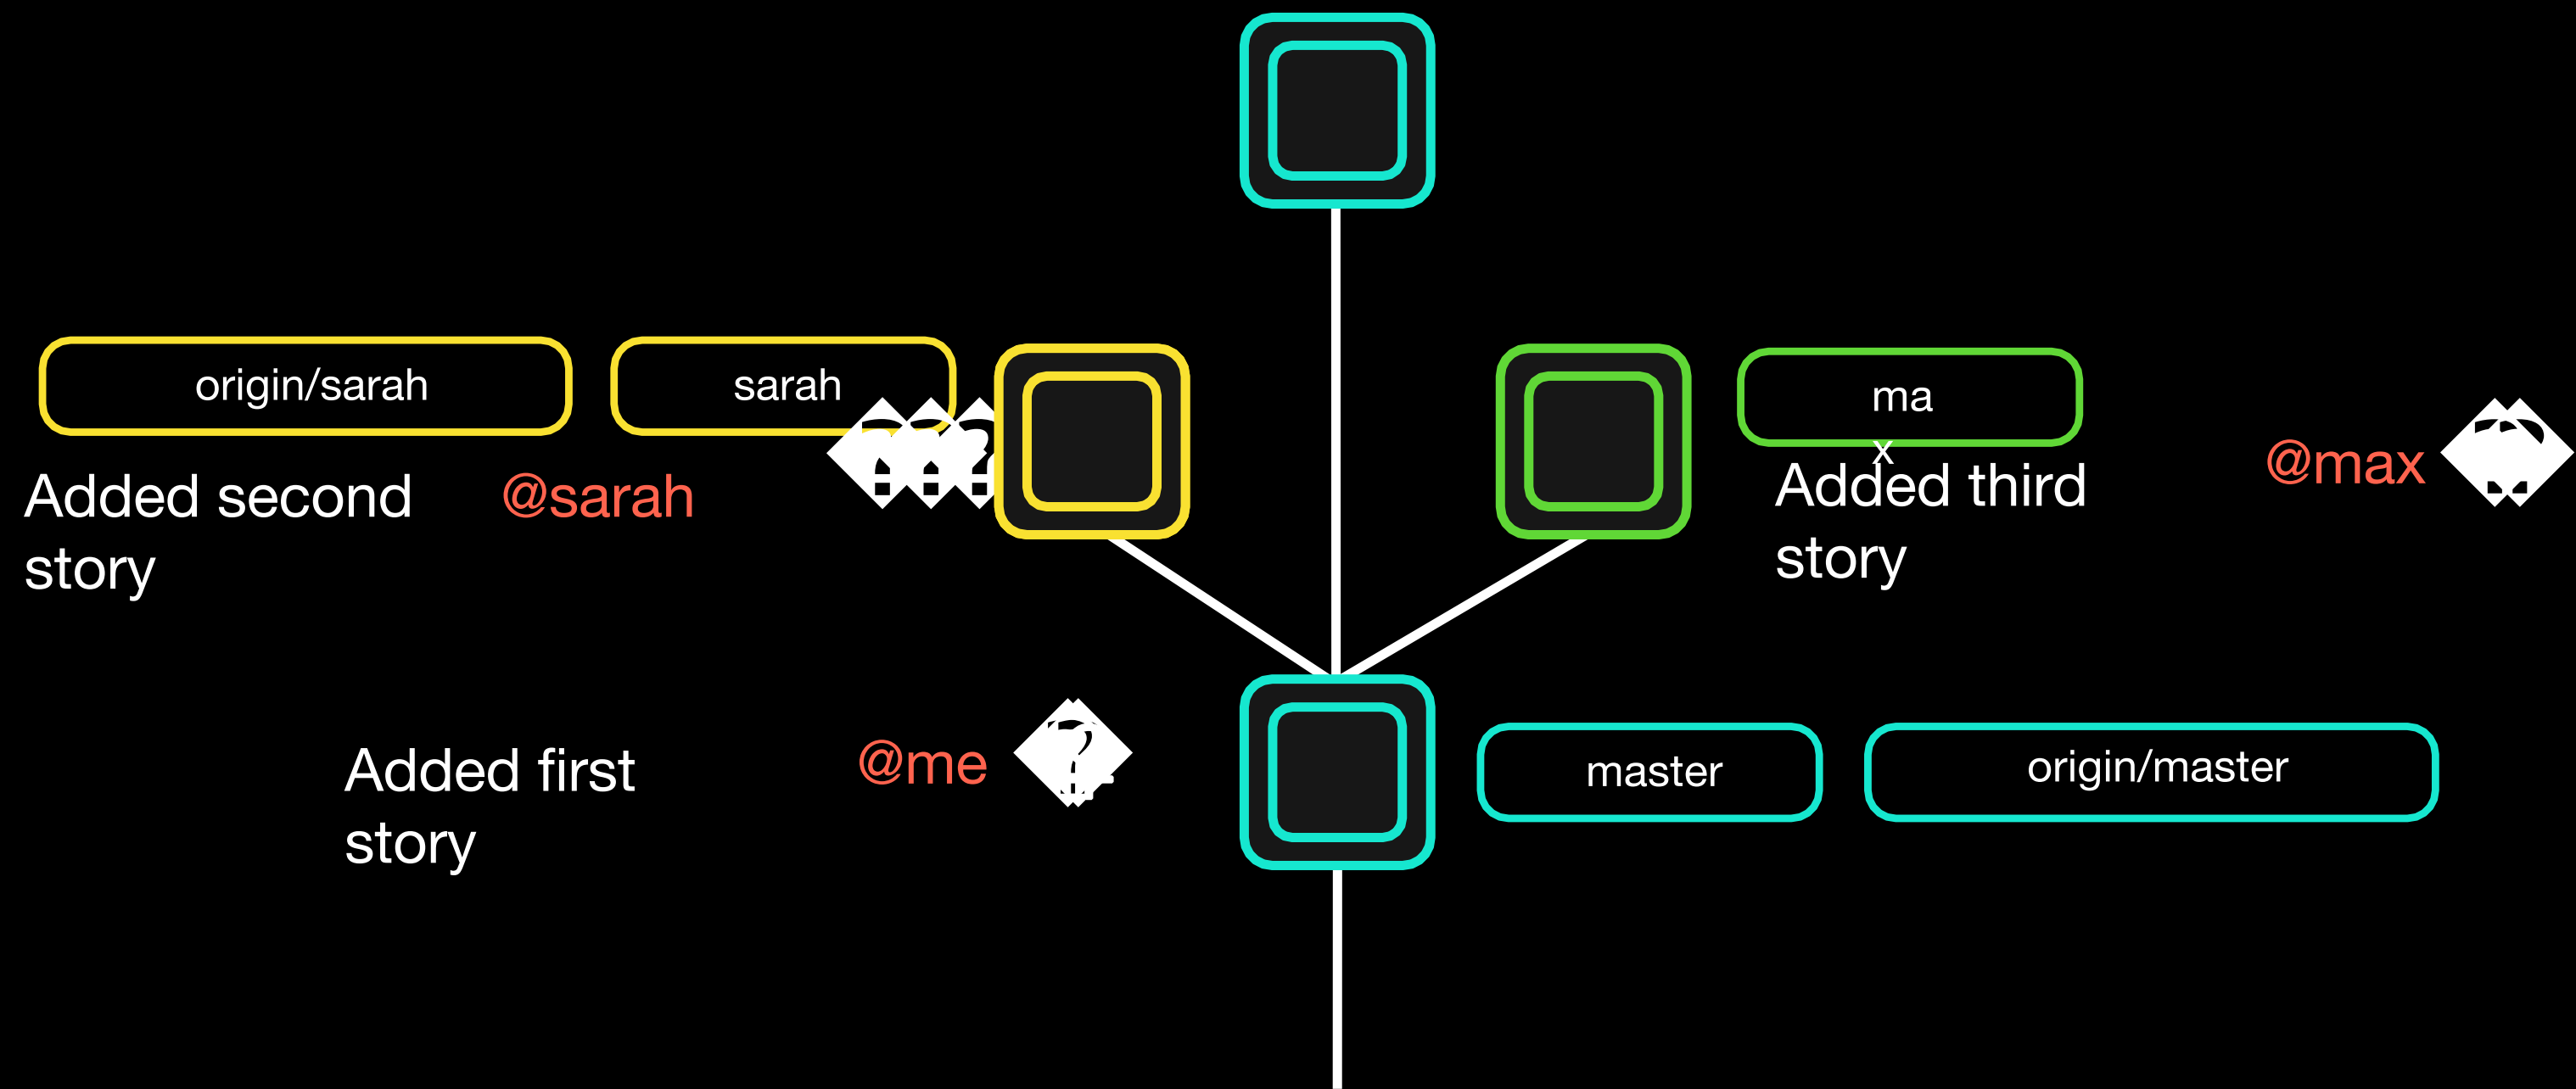 origin/sarah
sarah
ma
x
Added second
story
@sarah
Added third
story
@max
Added first
story
@me
master
origin/master